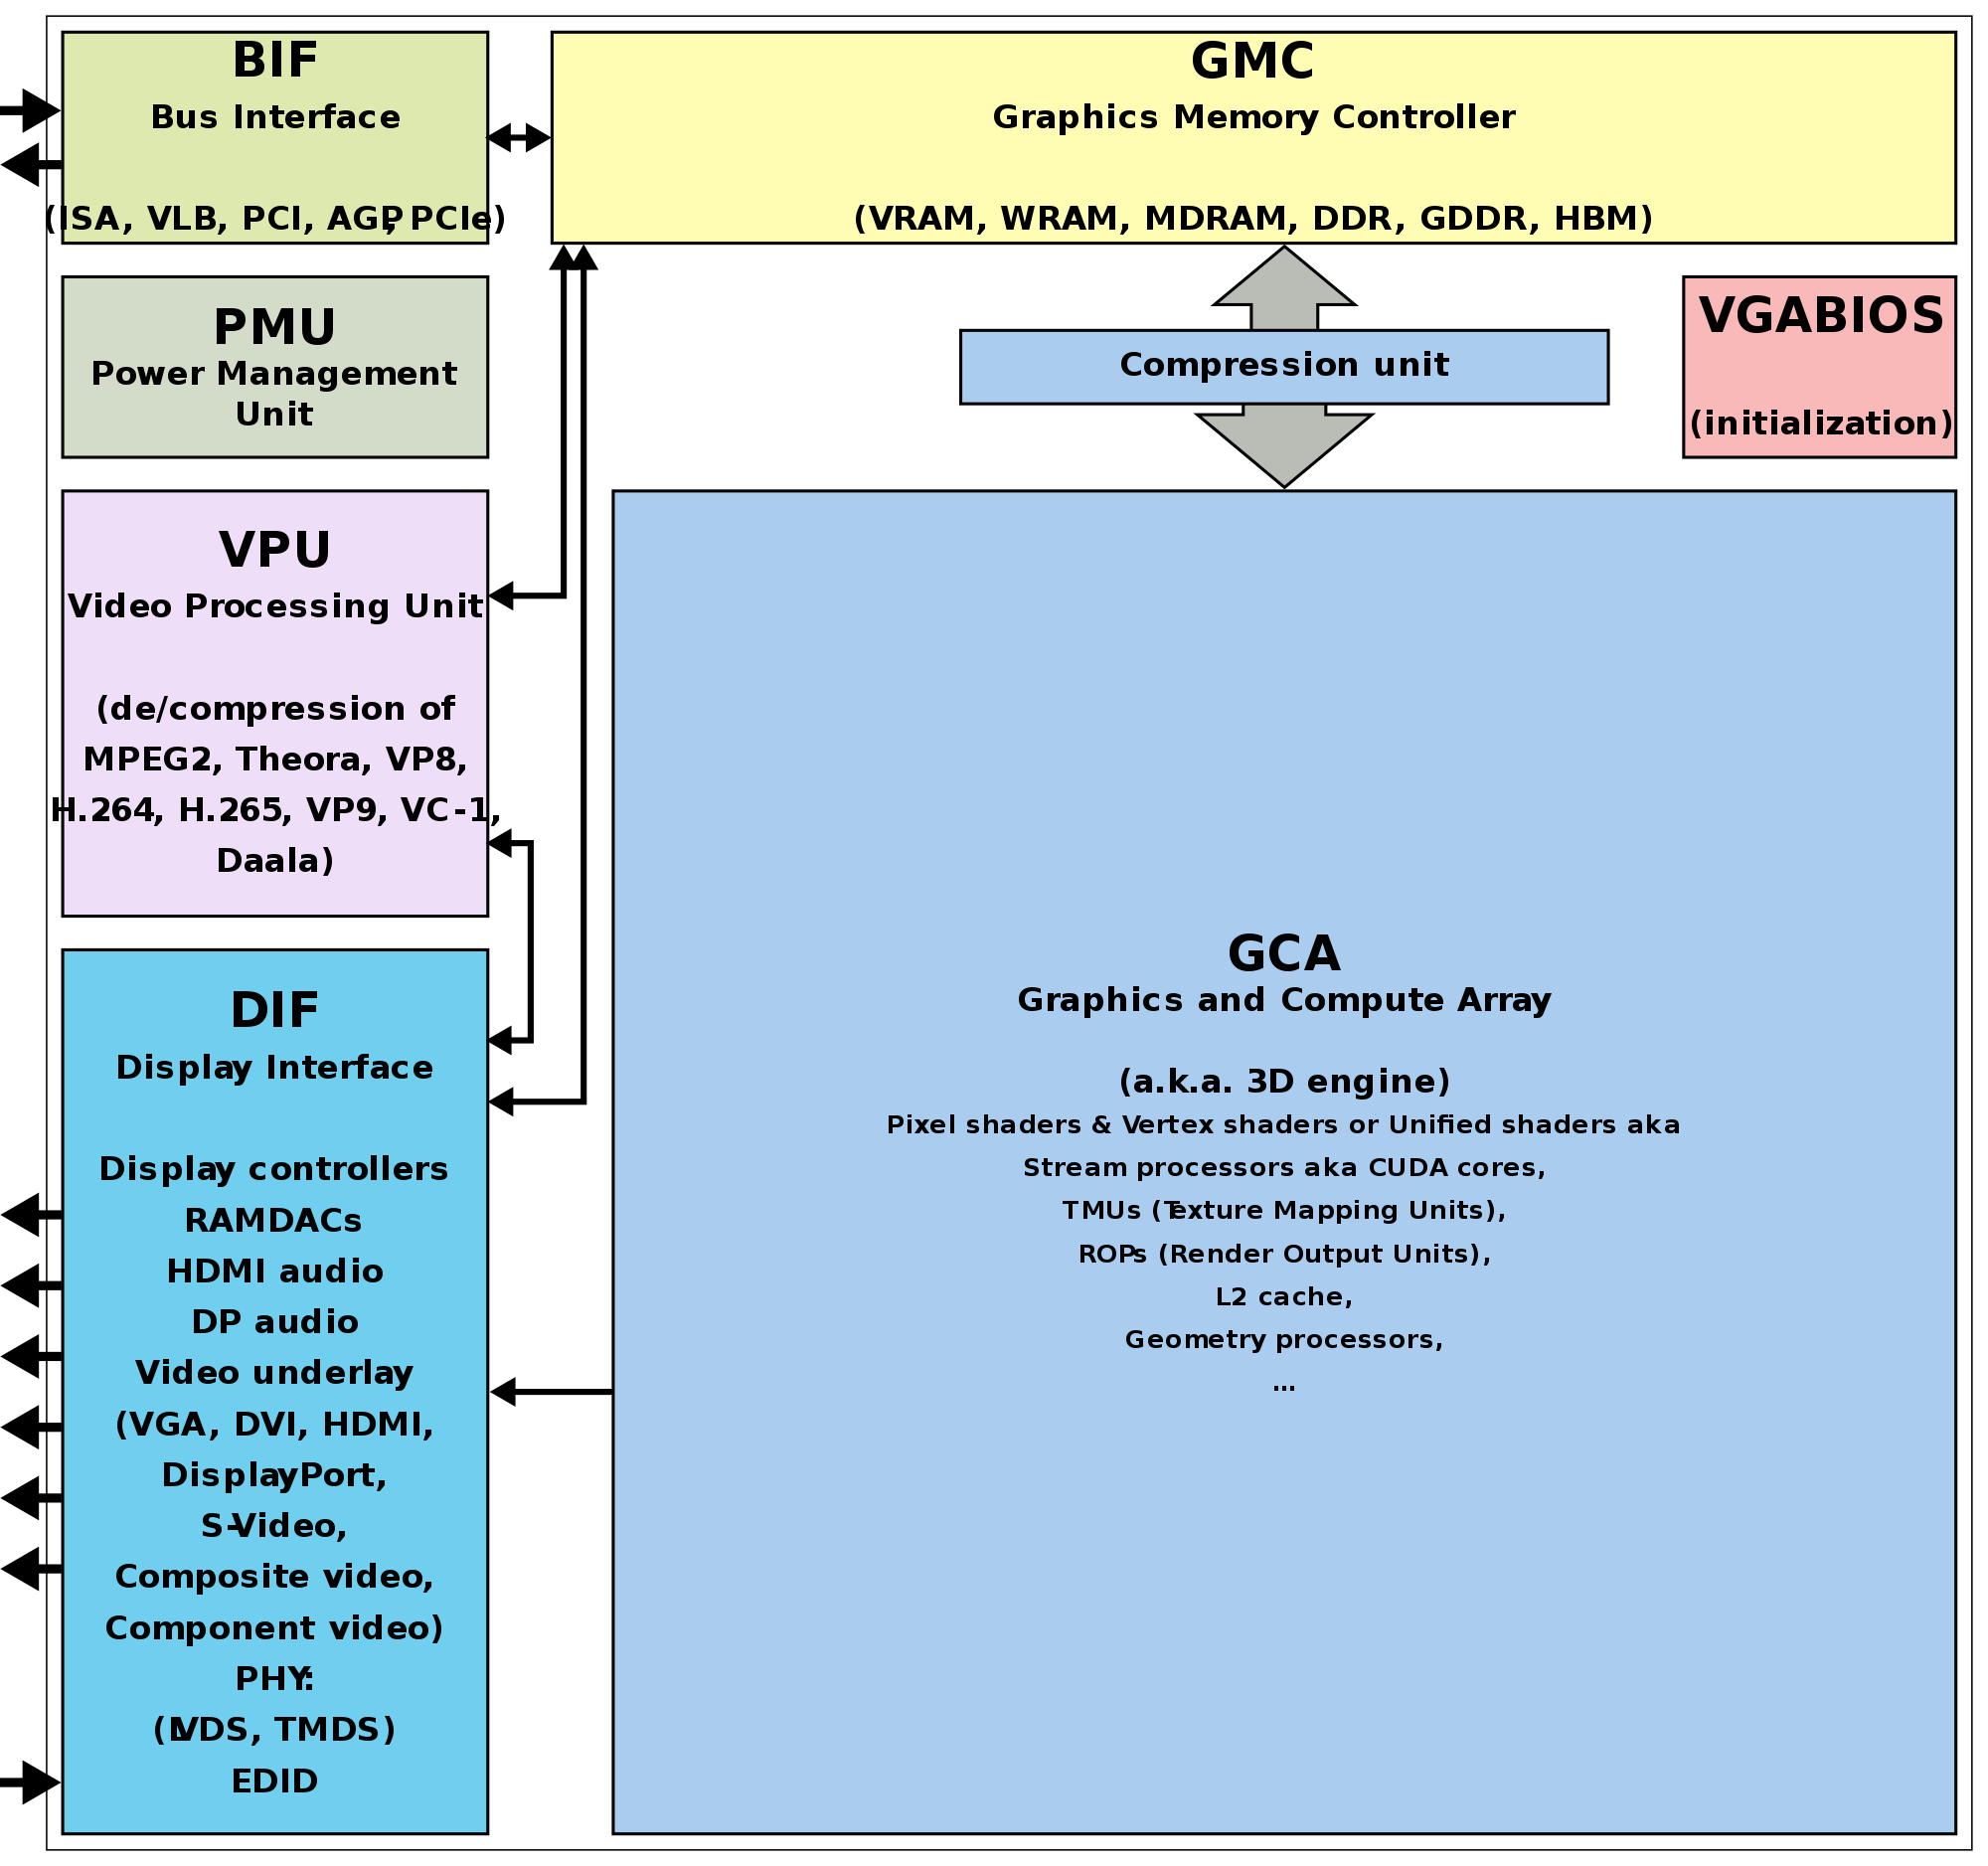 BIF
Bus Interface
(ISA, VLB, PCI, AGP, PCIe)
GMC
Graphics Memory Controller
(VRAM, WRAM, MDRAM, DDR, GDDR, HBM)
PMU
Power Management
Unit
Compression unit
VGABIOS
(initialization)
VPU
Video Processing Unit
(de/compression of
MPEG2, Theora, VP8,
H.264, H.265, VP9, VC-1,
Daala)
DIF
Display Interface
Display controllers
RAMDACs
HDMI audio
DP audio
Video underlay
(VGA, DVI, HDMI,
DisplayPort,
S-Video,
Composite video,
Component video)
PHY:
(LVDS, TMDS)
EDID
GCA
Graphics and Compute Array
(a.k.a. 3D engine)
Pixel shaders & Vertex shaders or Unified shaders aka
Stream processors aka CUDA cores,
TMUs (Texture Mapping Units),
ROPs (Render Output Units),
L2 cache,
Geometry processors,
...